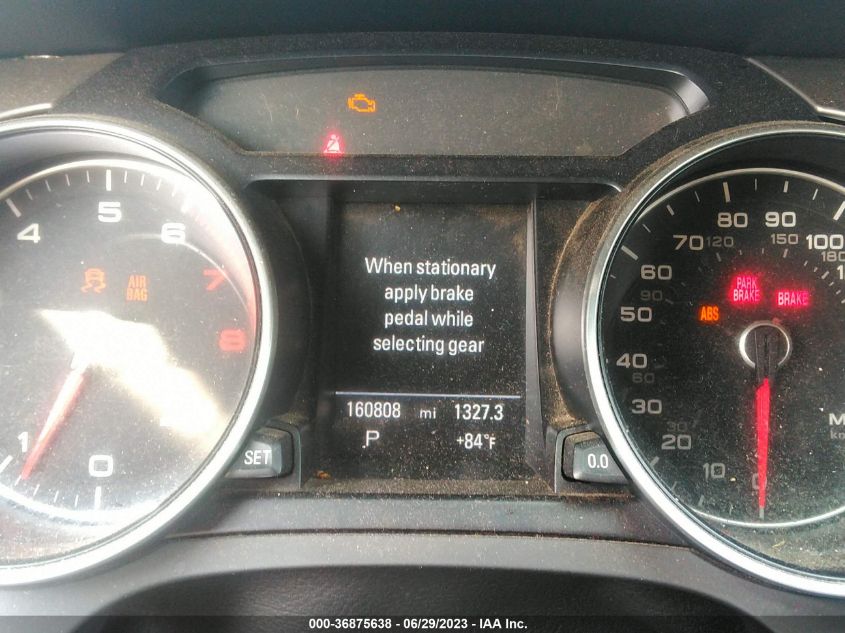 4 5 6 7 8
AIR
BAG
1 0
SET
When stationary
apply brake
pedal while
selecting gear
160808 mi 1327.3
P +84°F
0.0
80 90 100
70 120 150 180
60
90
50
40
60
30
30
20
10
0
PARK
BRAKE
BRAKE
ABS
000-36875638 - 06/29/2023 - IAA Inc.